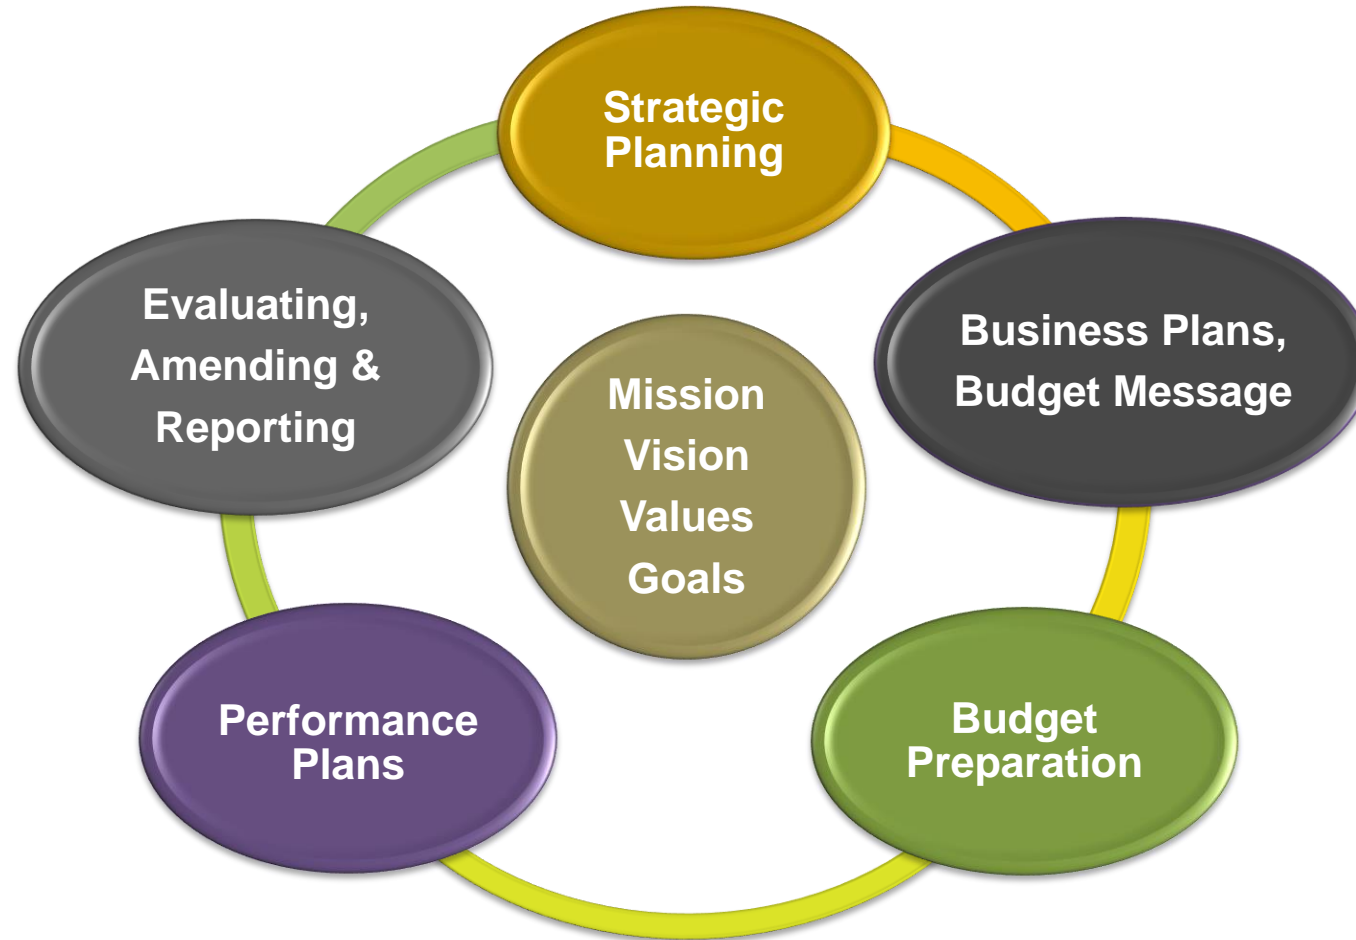 Strategic
Planning
Business Plans,
Budget Message
Budget
Preparation
Performance
Plans
Evaluating,
Amending &
Reporting
Mission
Vision
Values
Goals